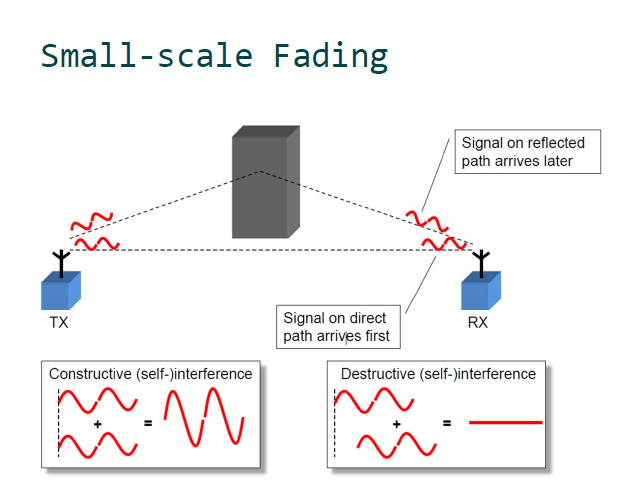 Small-scale Fading
Signal on reflected
path arrives later
Signal on direct
path arrives first
TX
RX
Constructive (self-)interference
+
=
Destructive (self-)interference
+
=